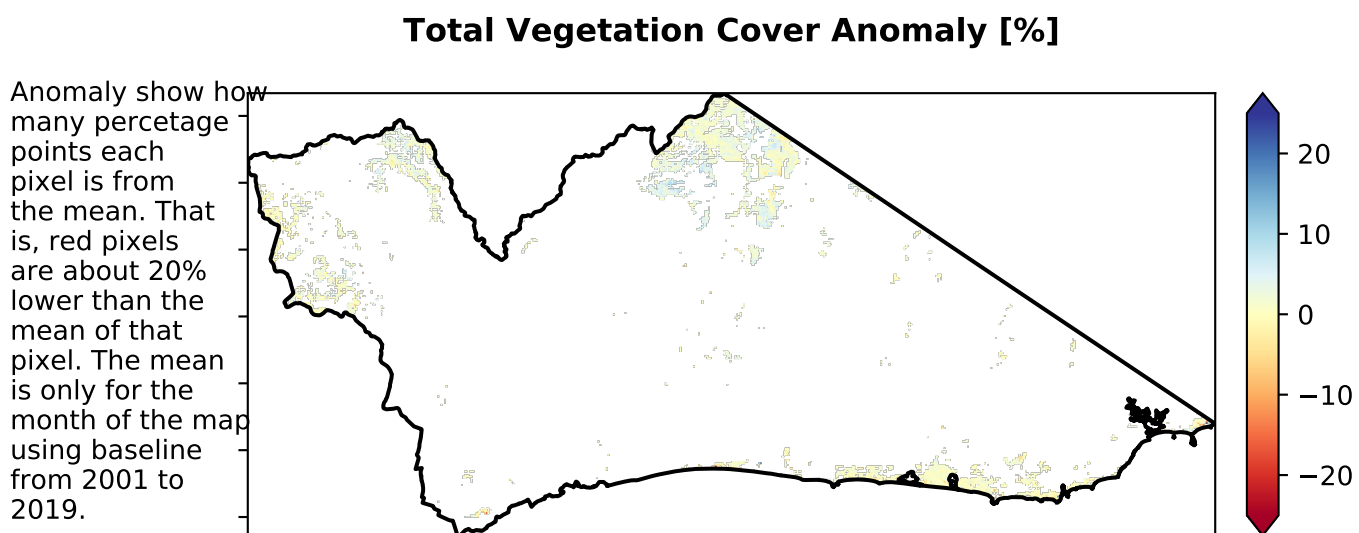 Total Vegetation Cover Anomaly [%]
Anomaly show how
many percetage
points each
pixel is from
the mean. That
is, red pixels
are about 20%
lower than the
mean of that
pixel. The mean
is only for the
month of the map
using baseline
from 2001 to
2019.
20
10
0
−10
−20